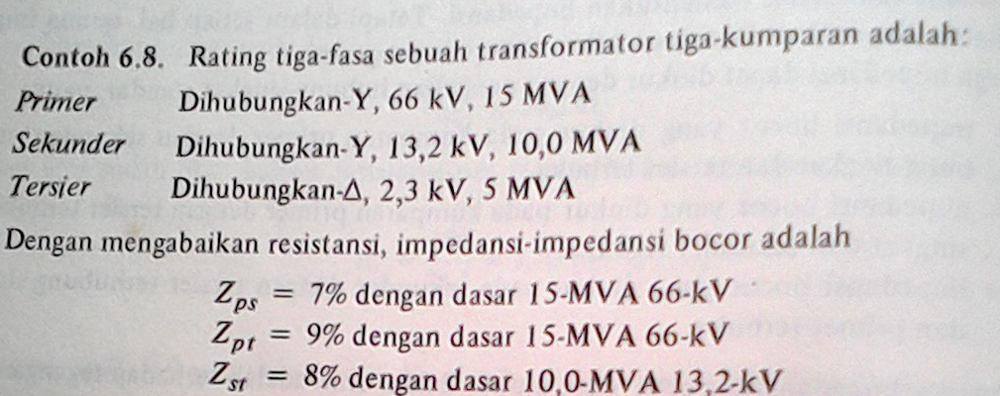 Contoh 6.8. Rating tiga-fasa sebuah transformator tiga-kumparan adalah:
Primer Dihubungkan-Y, 66 kV, 15 MVA
Sekunder Dihubungkan-Y, 13,2 kV, 10,0 MVA
Tersier Dihubungkan-Δ, 2,3 kV, 5 MVA
Dengan mengabaikan resistansi, impedansi-impedansi bocor adalah
Zps = 7% dengan dasar 15-MVA 66-kV
Zpt = 9% dengan dasar 15-MVA 66-kV
Zst = 8% dengan dasar 10,0-MVA 13,2-kV